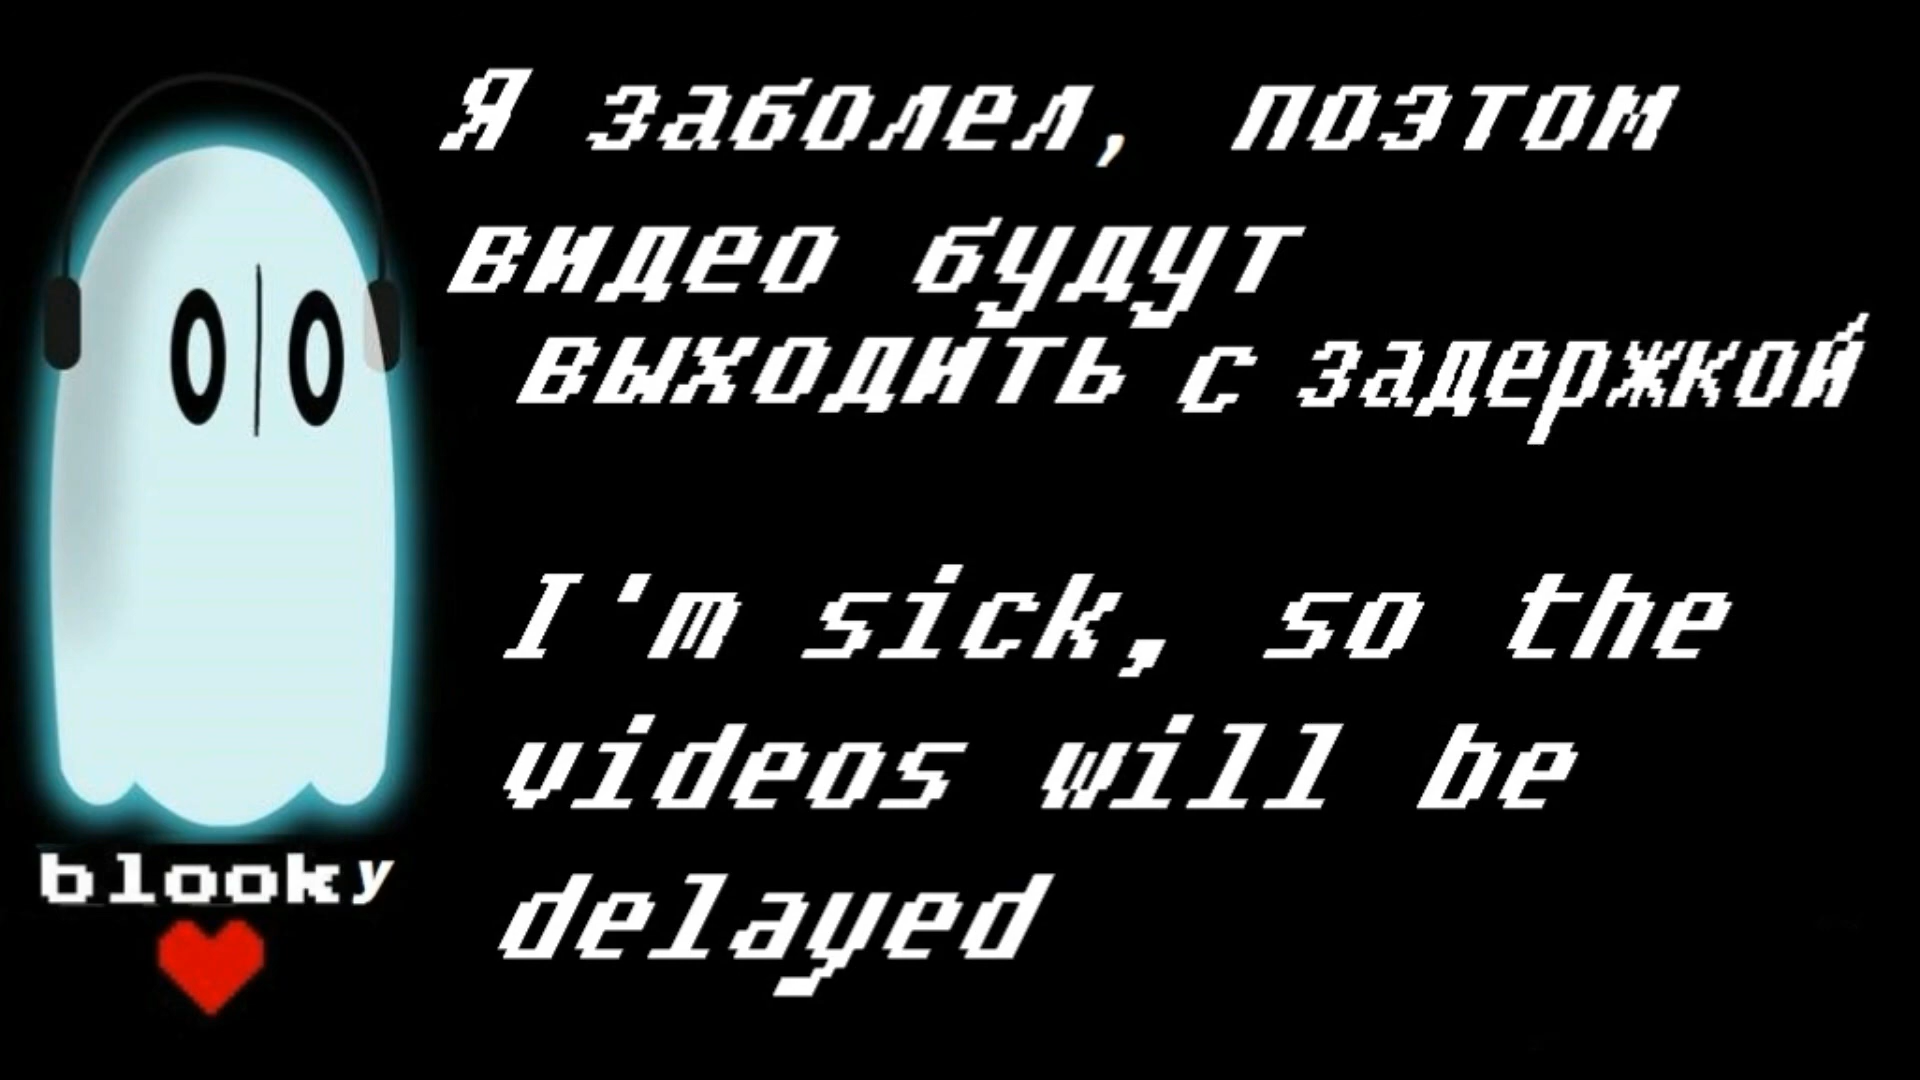 Я заболел, поэтом
видео будут
выходить с задержкой
I'm sick, so the
videos will be
delayed
blooky